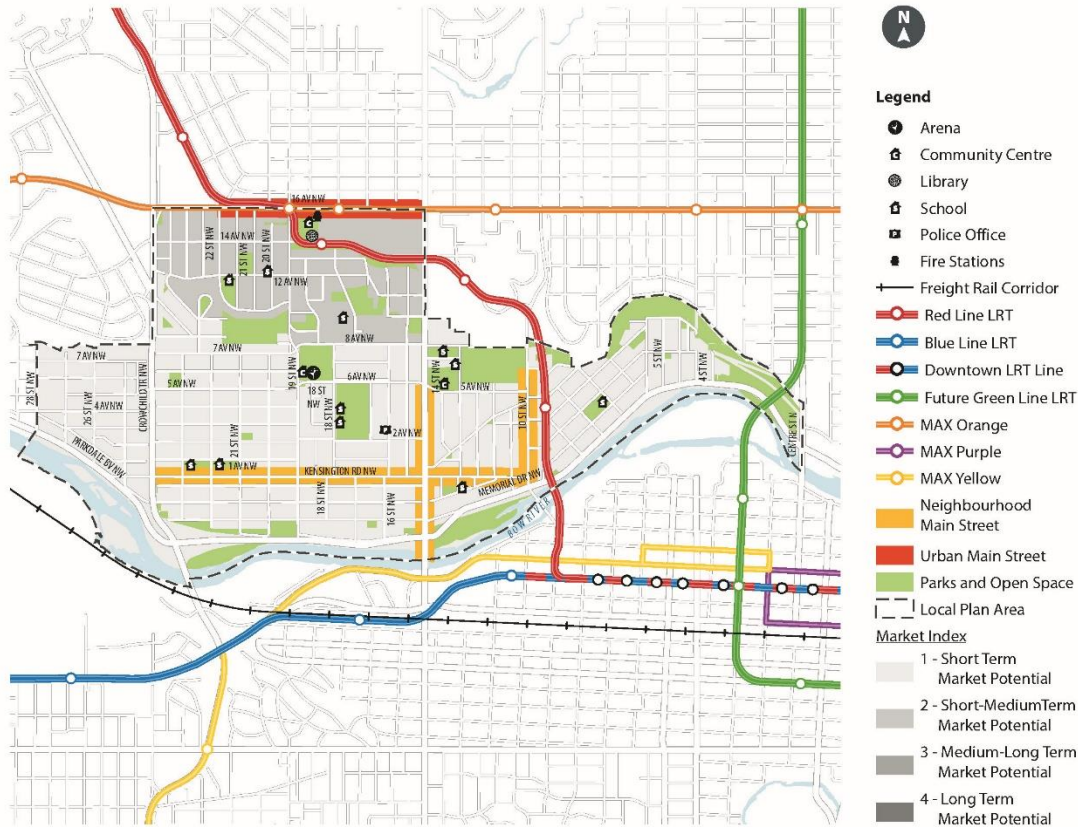 N
Legend
Arena
Community Centre
Library
School
Police Office
Fire Stations
Freight Rail Corridor
Red Line LRT
Blue Line LRT
Downtown LRT Line
Future Green Line LRT
MAX Orange
MAX Purple
MAX Yellow
Neighbourhood
Main Street
Urban Main Street
Parks and Open Space
Local Plan Area
Market Index
1 - Short Term
Market Potential
2 - Short-MediumTerm
Market Potential
3 - Medium-Long Term
Market Potential
4 - Long Term
Market Potential
16 AV NW
14 AV NW
22 ST NW
21 ST NW
20 ST NW
12 AV NW
8 AV NW
7 AV NW
7 AV NW
28 ST NW
26 ST NW
4 AV NW
CROWCHILD TR NW
5 AV NW
19 ST NW
18 ST
NW
6 AV NW
14 ST NW
5 AV NW
5 ST NW
4 ST NW
10 ST NW
CENTRE ST N
18 ST NW
2 AV NW
21 ST NW
1 AV NW
PARKDALE BV NW
KENSINGTON RD NW
MEMORIAL DR NW
18 ST NW
16 ST NW
BOW RIVER